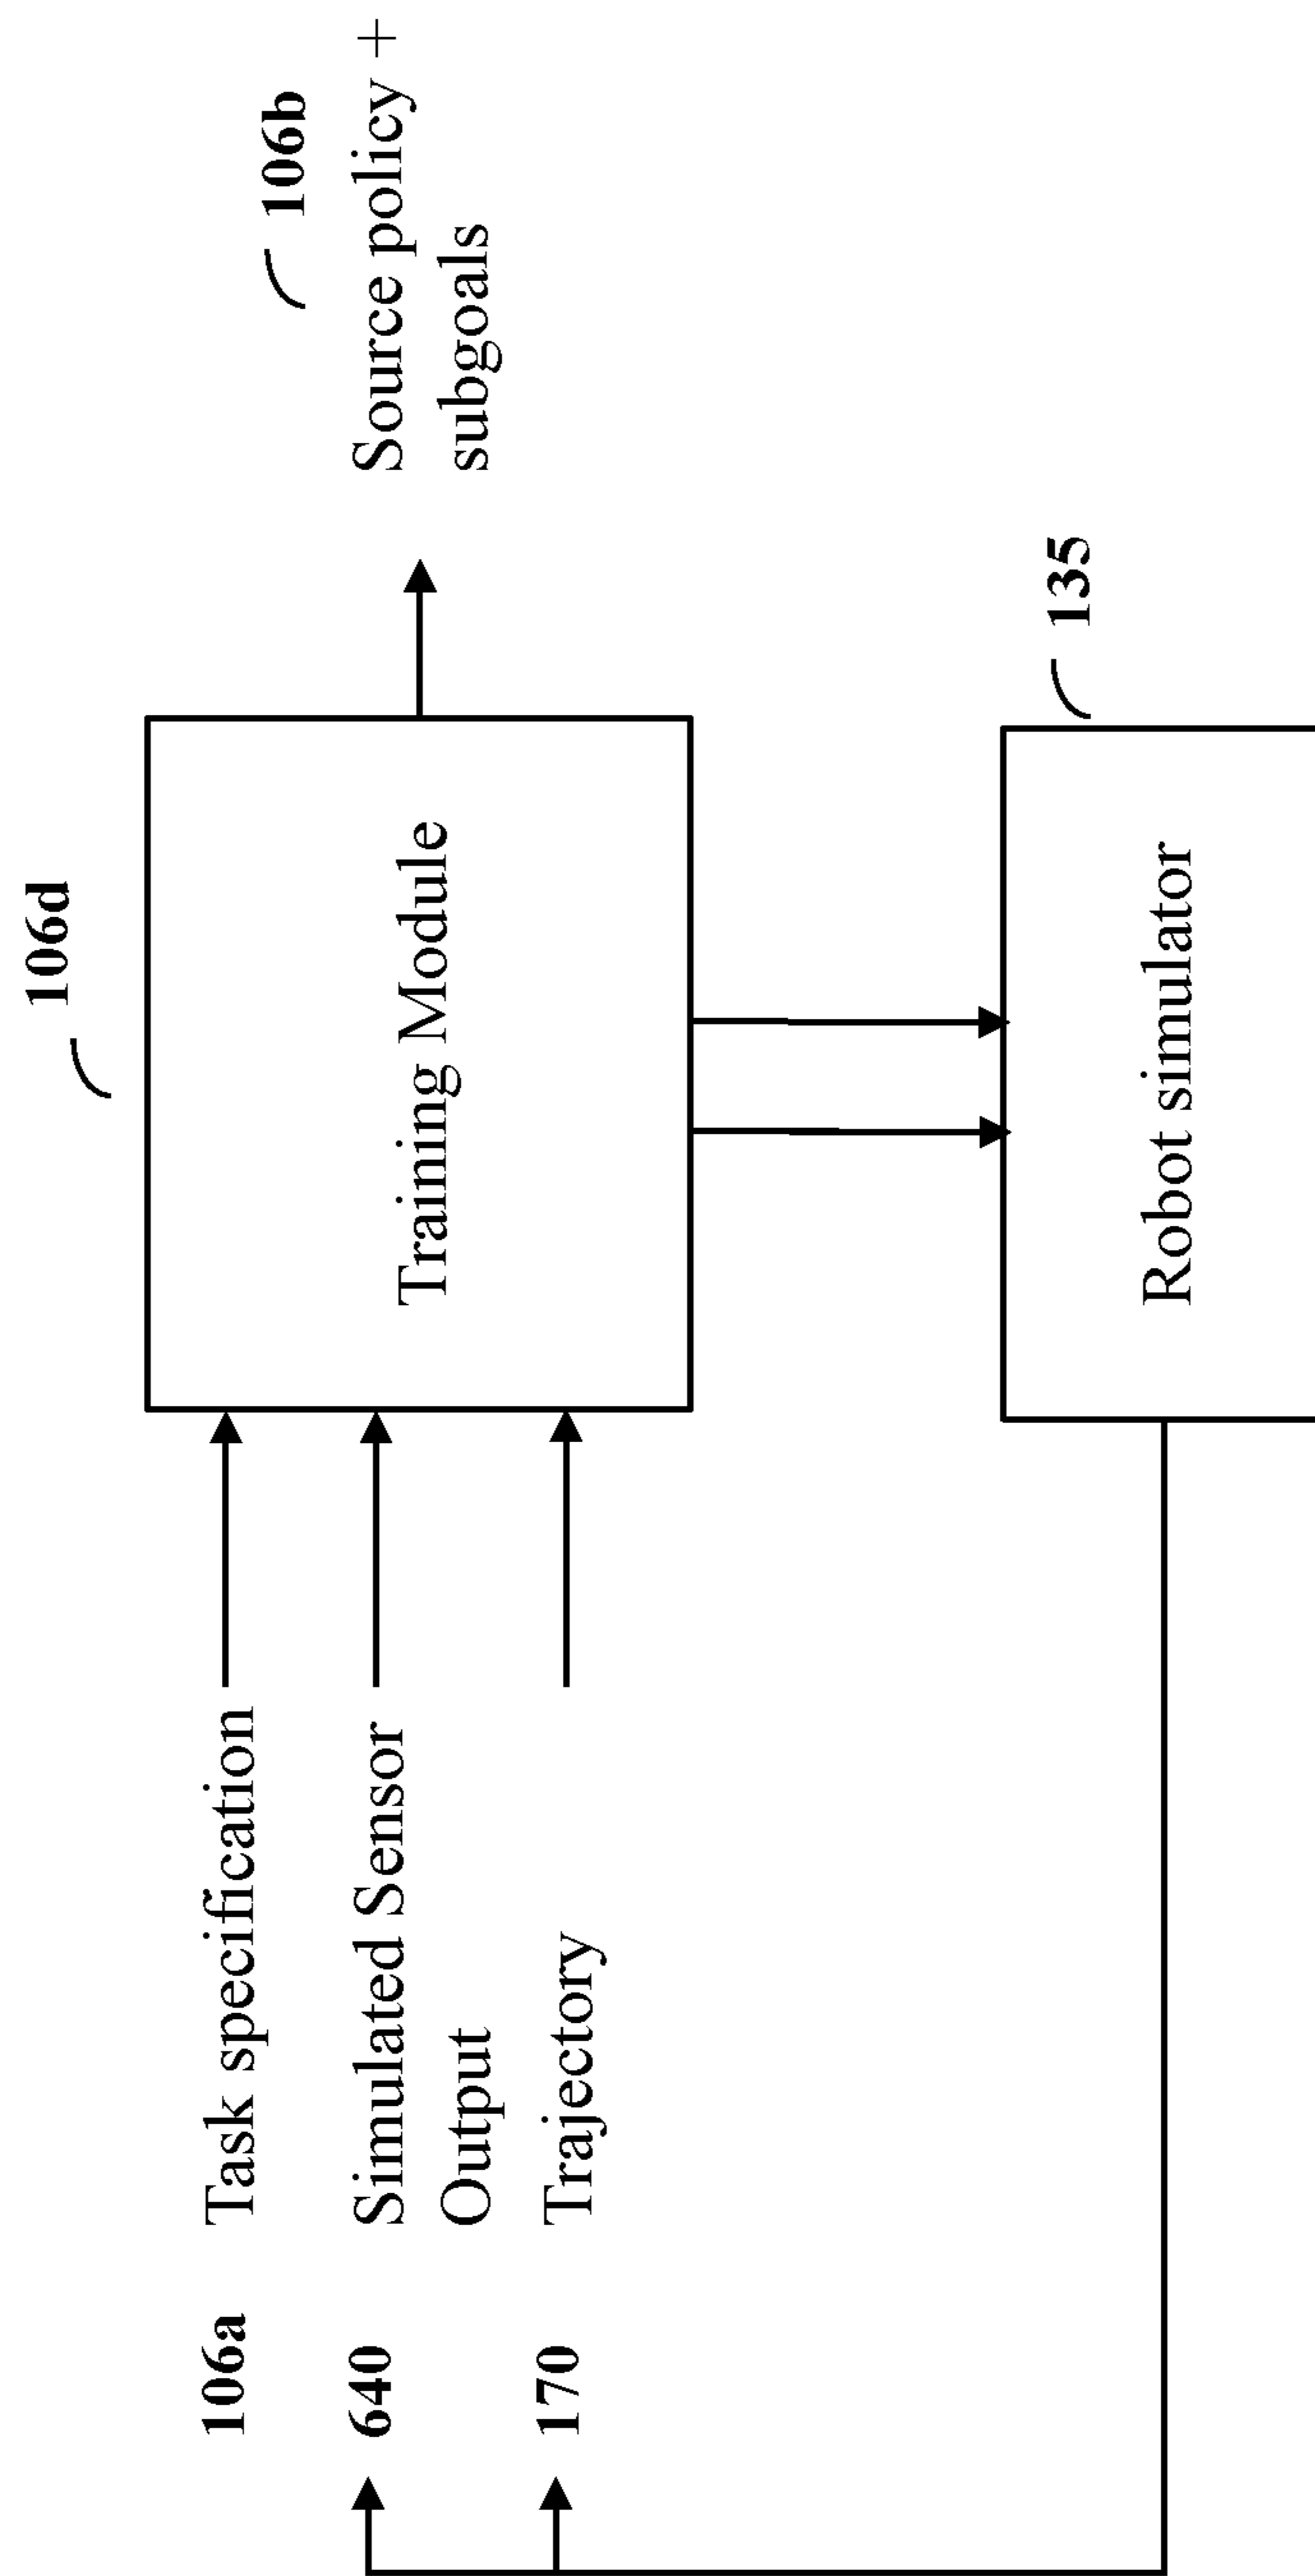 106d
106a Task specification
640 Simulated Sensor
Output
170 Trajectory
Training Module
106b
Source policy +
subgoals
135
Robot simulator